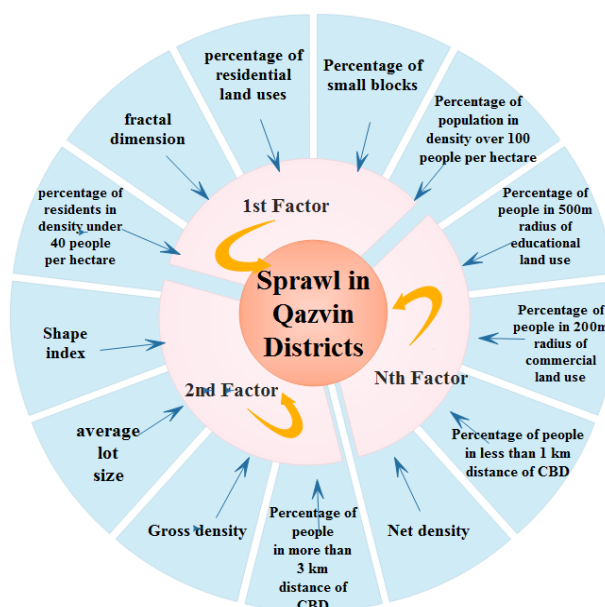 percentage of
residential
land uses
Percentage of
small blocks
Percentage of
population in
density over 100
people per hectare
Percentage of
people in 500m
radius of
educational
land use
Percentage of
people in 200m
radius of
commercial
land use
Percentage of people
in less than 1 km
distance of CBD
Net density
Percentage of
people
in more than
3 km
distance of
CBD
Gross density
average
lot
size
Shape
index
percentage of
residents in
density under
40 people
per hectare
fractal
dimension
1st Factor
2nd Factor
Nth Factor
Sprawl in
Qazvin
Districts